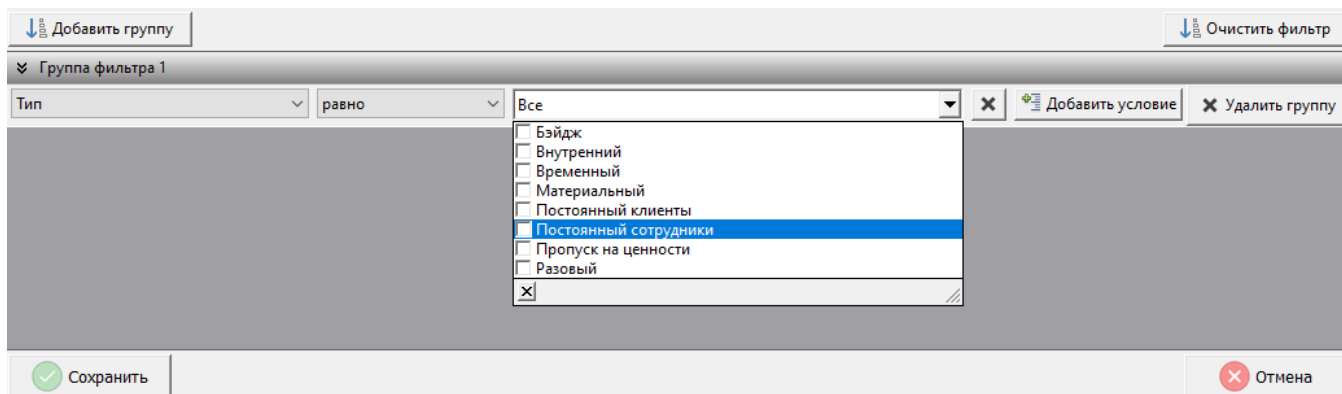 Добавить группу
Очистить фильтр
Группа фильтра 1
Тип
равно
Все
Добавить условие
Удалить группу
Бэйдж
Внутренний
Временный
Материальный
Постоянный клиенты
Постоянный сотрудники
Пропуск на ценности
Разовый
Сохранить
Отмена